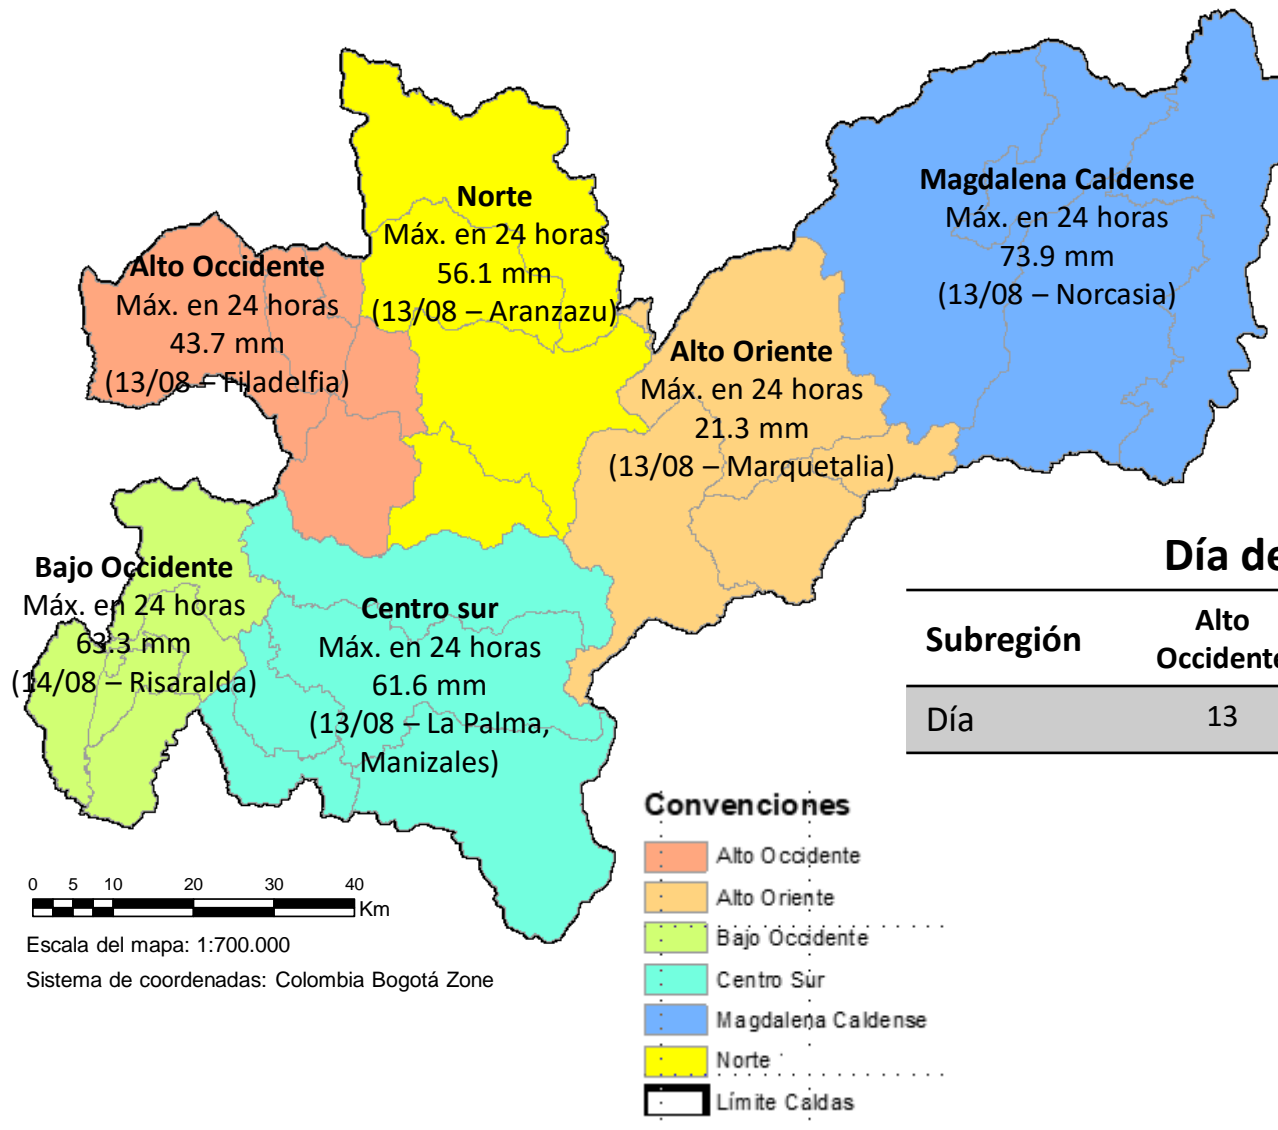 Norte
Máx. en 24 horas
56.1 mm
(13/08 – Aranzazu)
Magdalena Caldense
Máx. en 24 horas
73.9 mm
(13/08 – Norcasia)
Alto Occidente
Máx. en 24 horas
43.7 mm
(13/08 – Filadelfia)
Alto Oriente
Máx. en 24 horas
21.3 mm
(13/08 – Marquetalia)
Bajo Occidente
Máx. en 24 horas
63.3 mm
(14/08 – Risaralda)
Centro sur
Máx. en 24 horas
61.6 mm
(13/08 – La Palma,
Manizales)
Día de
Subregión
Alto
Occidente
Día 13
Convenciones
Alto Occidente
Alto Oriente
Bajo Occidente
Centro Sur
Magdalena Caldense
Norte
Límite Caldas
0 5 10 20 30 40
Km
Escala del mapa: 1:700.000
Sistema de coordenadas: Colombia Bogotá Zone